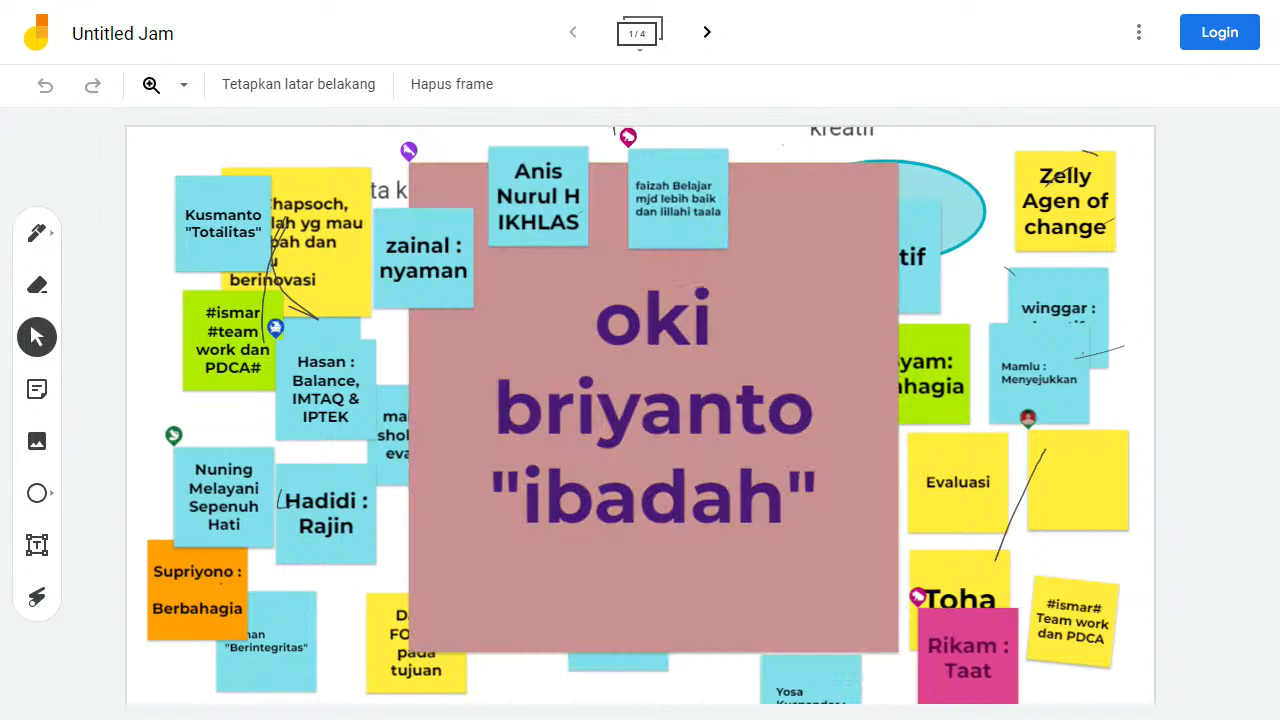 Untitled Jam
1 / 4
Login
Tetapkan latar belakang
Hapus frame
kreatif
Kusmanto
"Totalitas"
yg mau
dan
berinovasi
zainal :
nyaman
Anis
Nurul H
IKHLAS
faizah Belajar
mjd lebih baik
dan lillahi taala
Zelly
Agen of
change
#ismar
#team
work dan
PDCA#
Hasan :
Balance,
IMTAQ &
IPTEK
oki
briyanto
"ibadah"
winggar :
Mamlu :
Menyejukkan
Nuning
Melayani
Sepenuh
Hati
Hadidi :
Rajin
Evaluasi
Supriyono :
Berbahagia
"Berintegritas"
pada
tujuan
Toha
Rikam :
Taat
#ismar#
Team work
dan PDCA
Yosa